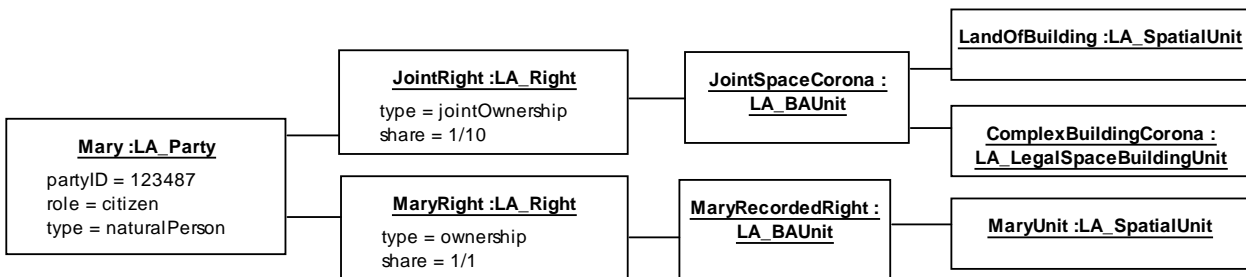 Mary :LA_Party
partyID = 123487
role = citizen
type = naturalPerson
JointRight :LA_Right
type = jointOwnership
share = 1/10
MaryRight :LA_Right
type = ownership
share = 1/1
JointSpaceCorona :
LA_BAUnit
MaryRecordedRight :
LA_BAUnit
LandOfBuilding :LA_SpatialUnit
ComplexBuildingCorona :
LA_LegalSpaceBuildingUnit
MaryUnit :LA_SpatialUnit